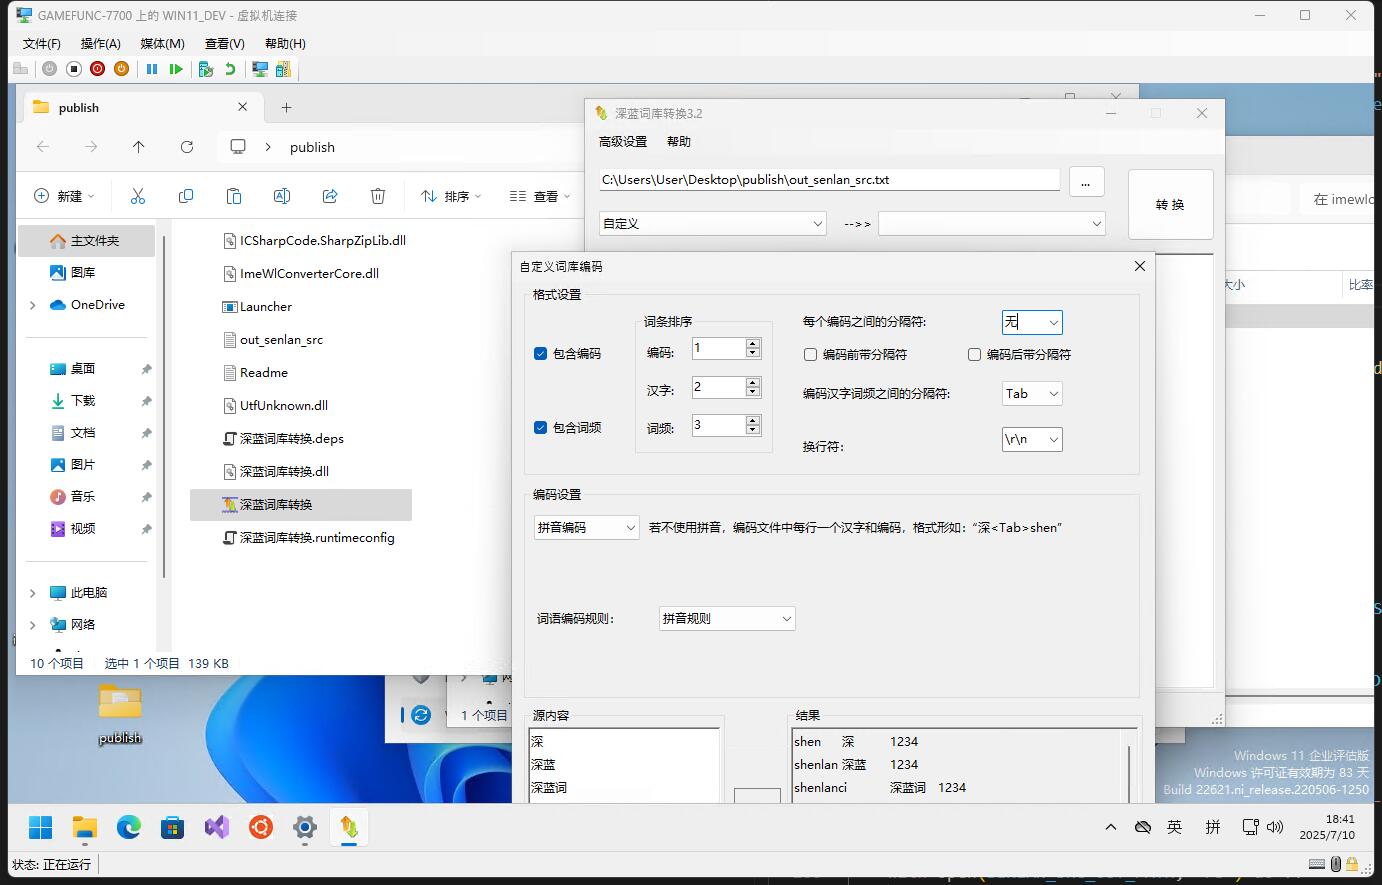 GAMEFUNC-7700 上的 WIN11_DEV - 虚拟机连接
文件(F) 操作(A) 媒体(M) 查看(V) 帮助(H)
publish
publish
新建 排序 查看
主文件夹
图库
OneDrive
桌面
下载
文档
图片
音乐
视频
此电脑
网络
ICSharpCode.SharpZipLib.dll
ImeWlConverterCore.dll
Launcher
out_senlan_src
Readme
UtfUnknown.dll
深蓝词库转换.deps
深蓝词库转换.dll
深蓝词库转换
深蓝词库转换.runtimeconfig
10 个项目 选中 1 个项目 139 KB
深蓝词库转换3.2
高级设置 帮助
C:\Users\User\Desktop\publish\out_senlan_src.txt
...
转 换
自定义
-->>
在 imewlc
大小
比率
自定义词库编码
格式设置
包含编码
包含词频
词条排序
编码: 1
汉字: 2
词频: 3
每个编码之间的分隔符: 无
编码前带分隔符 编码后带分隔符
编码汉字词频之间的分隔符: Tab
换行符: \r\n
编码设置
拼音编码 若不使用拼音，编码文件中每行一个汉字和编码，格式形如：“深<Tab>shen”
词语编码规则: 拼音规则
源内容
深
深蓝
深蓝词
结果
shen 深 1234
shenlan 深蓝 1234
shenlanci 深蓝词 1234
1 个项目
publish
Windows 11 企业评估版
Windows 许可证有效期为 83 天
Build 22621.ni_release.220506-1250
英 拼
18:41
2025/7/10
状态: 正在运行